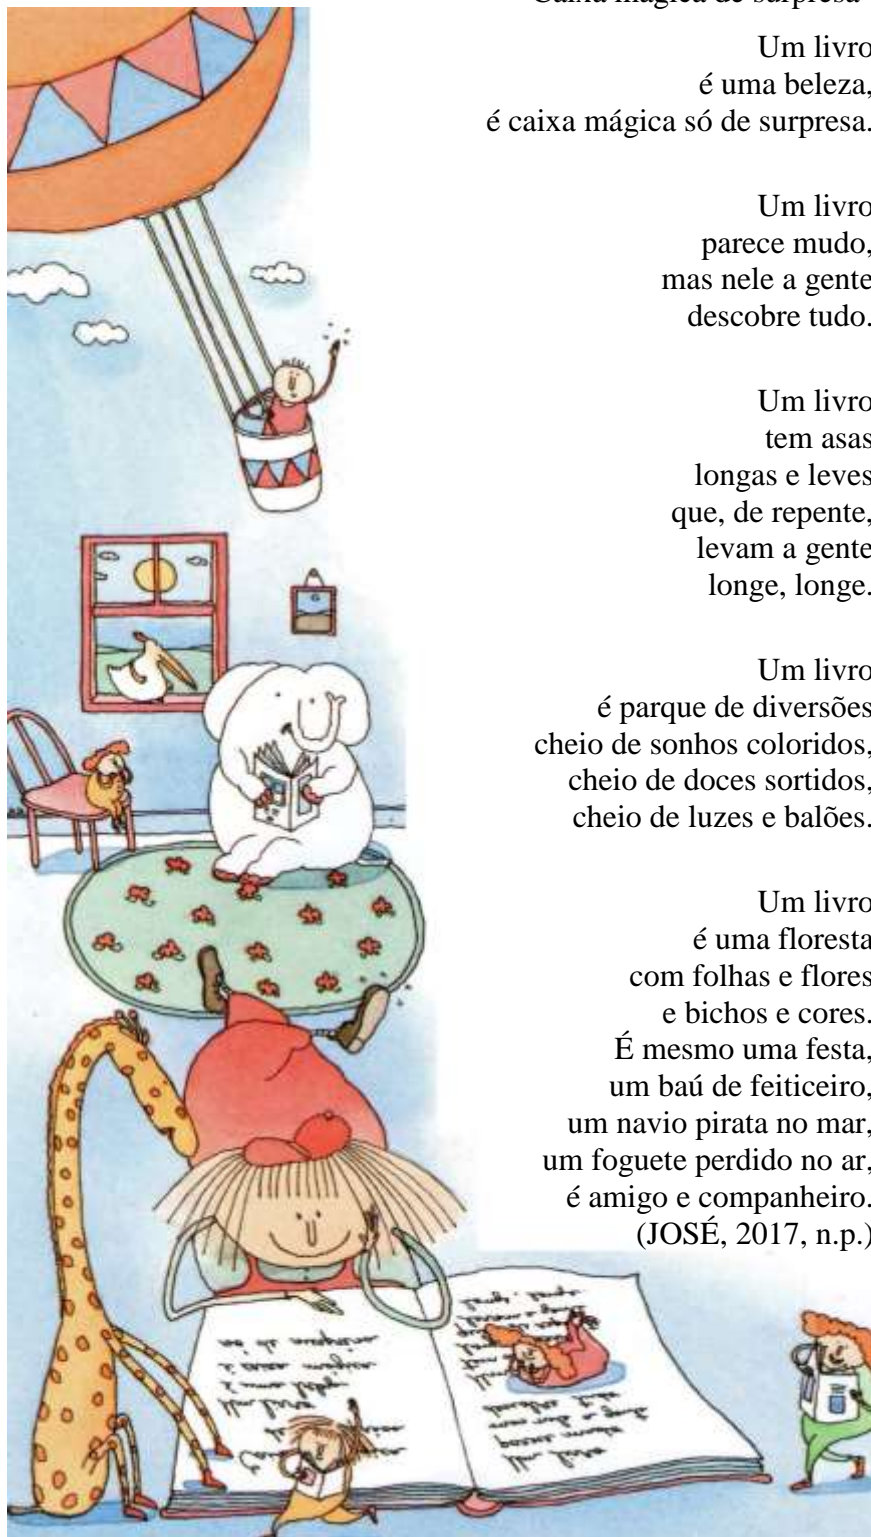 Caixa mágica de surpresa
Um livro
é uma beleza,
é caixa mágica só de surpresa.
Um livro
parece mudo,
mas nele a gente
descobre tudo.
Um livro
tem asas
longas e leves
que, de repente,
levam a gente
longe, longe.
Um livro
é parque de diversões
cheio de sonhos coloridos,
cheio de doces sortidos,
cheio de luzes e balões.
Um livro
é uma floresta
com folhas e flores
e bichos e cores.
É mesmo uma festa,
um baú de feiticeiro,
um navio pirata no mar,
um foguete perdido no ar,
é amigo e companheiro.
(JOSÉ, 2017, n.p.)